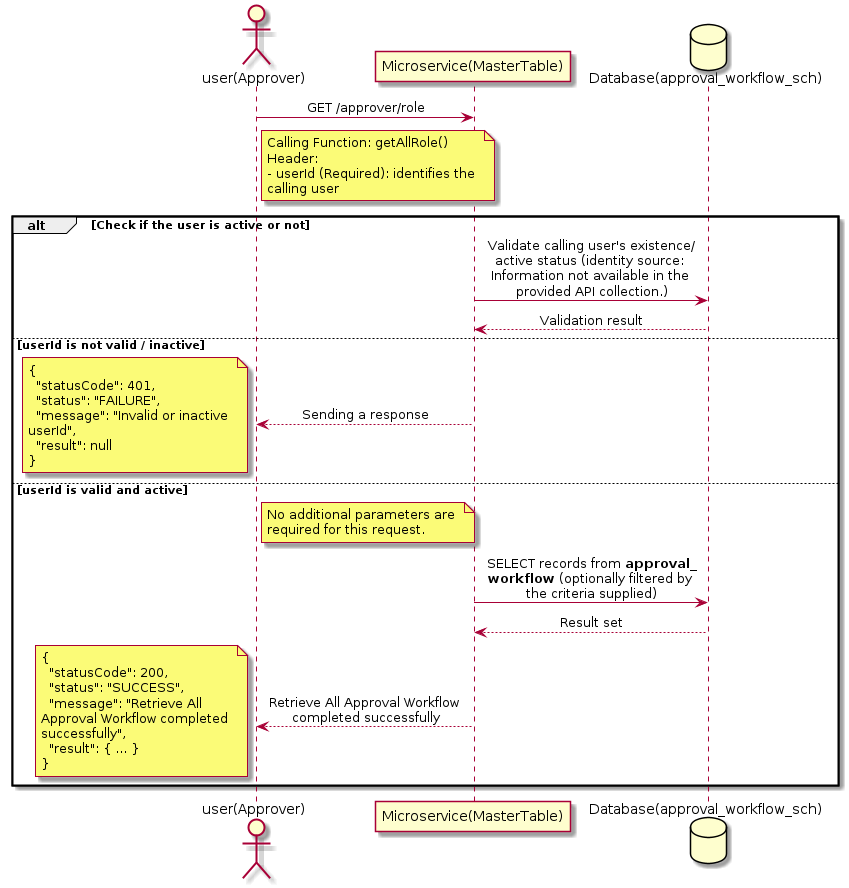 user(Approver)
Microservice(MasterTable)
Database(approval_workflow_sch)
GET /approver/role
Calling Function: getAllRole()
Header:
- userId (Required): identifies the
calling user
alt
[Check if the user is active or not]
Validate calling user's existence/
active status (identity source:
Information not available in the
provided API collection.)
Validation result
[userId is not valid / inactive]
{
"statusCode": 401,
"status": "FAILURE",
"message": "Invalid or inactive
userId",
"result": null
}
Sending a response
[userId is valid and active]
No additional parameters are
required for this request.
SELECT records from approval_
workflow (optionally filtered by
the criteria supplied)
Result set
{
"statusCode": 200,
"status": "SUCCESS",
"message": "Retrieve All
Approval Workflow completed
successfully",
"result": { ... }
}
Retrieve All Approval Workflow
completed successfully
user(Approver)
Microservice(MasterTable)
Database(approval_workflow_sch)